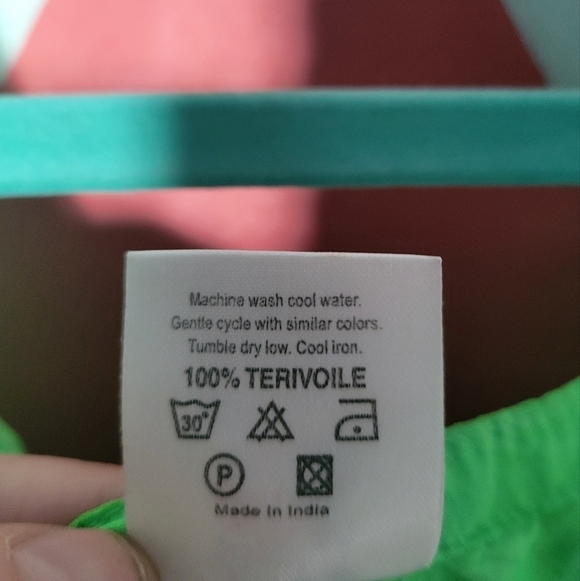 Machine wash cool water.
Gentle cycle with similar colors.
Tumble dry low. Cool iron.
100% TERIVOILE
30°
P
Made in India